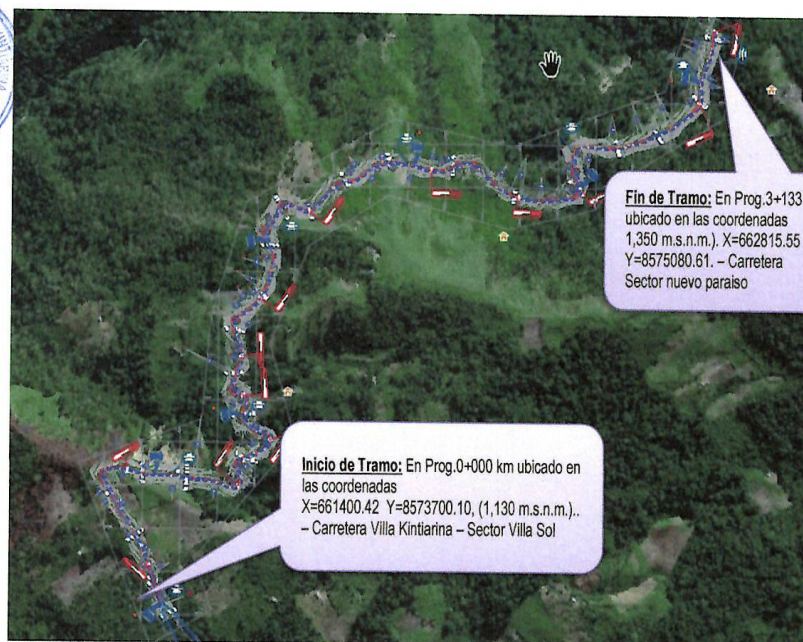 Fin de Tramo: En Prog.3+133
ubicado en las coordenadas
1,350 m.s.n.m.). X=662815.55
Y=8575080.61. – Carretera
Sector nuevo paraiso
Inicio de Tramo: En Prog.0+000 km ubicado en
las coordenadas
X=661400.42 Y=8573700.10, (1,130 m.s.n.m.)..
– Carretera Villa Kintiarina – Sector Villa Sol